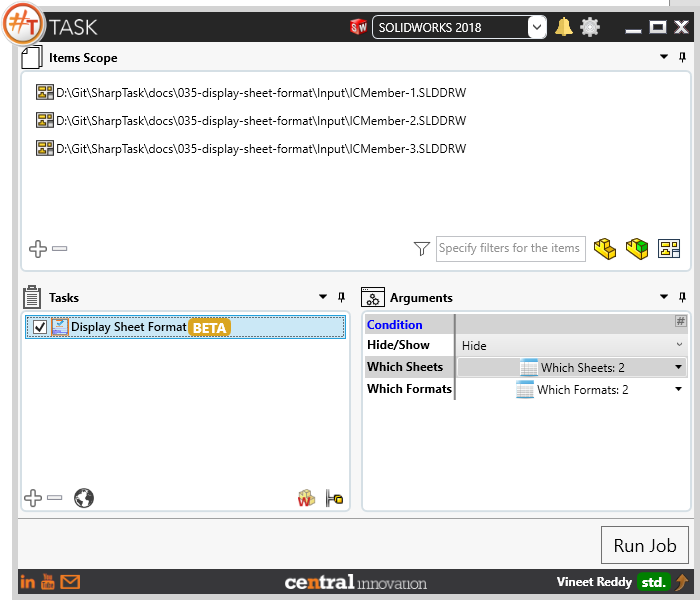 #T TASK
SOLIDWORKS 2018
Items Scope
D:\Git\SharpTask\docs\035-display-sheet-format\Input\ICMember-1.SLDDRW
D:\Git\SharpTask\docs\035-display-sheet-format\Input\ICMember-2.SLDDRW
D:\Git\SharpTask\docs\035-display-sheet-format\Input\ICMember-3.SLDDRW
Specify filters for the items
Tasks
Display Sheet Format BETA
Arguments
Condition #
Hide/Show Hide
Which Sheets Which Sheets: 2
Which Formats Which Formats: 2
Run Job
in You Tube
central innovation
Vineet Reddy std.